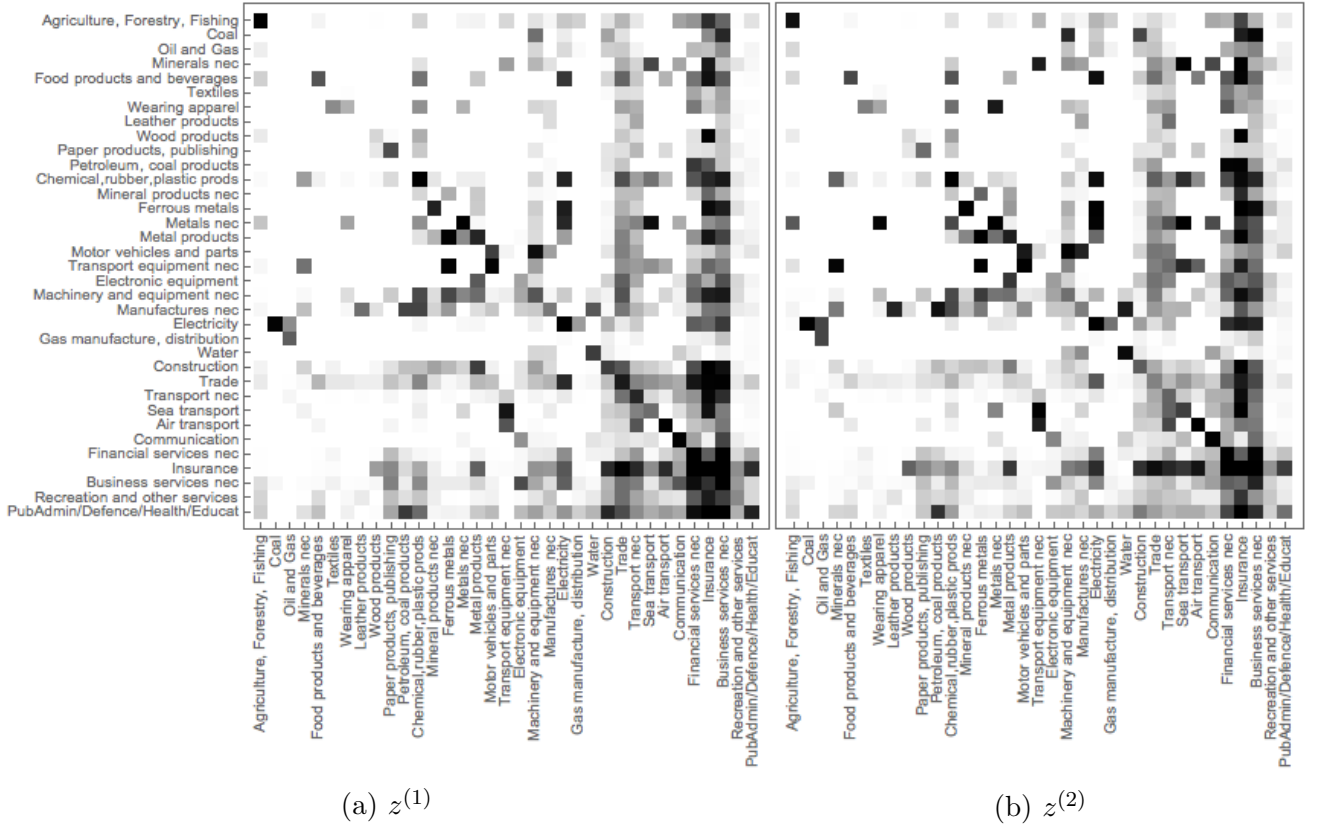 Agriculture, Forestry, Fishing
Coal
Oil and Gas
Minerals nec
Food products and beverages
Textiles
Wearing apparel
Leather products
Wood products
Paper products, publishing
Petroleum, coal products
Chemical,rubber,plastic prods
Mineral products nec
Ferrous metals
Metals nec
Metal products
Motor vehicles and parts
Transport equipment nec
Electronic equipment
Machinery and equipment nec
Manufactures nec
Electricity
Gas manufacture, distribution
Water
Construction
Trade
Transport nec
Sea transport
Air transport
Communication
Financial services nec
Insurance
Business services nec
Recreation and other services
PubAdmin/Defence/Health/Educat
Agriculture, Forestry, Fishing
Coal
Oil and Gas
Minerals nec
Food products and beverages
Textiles
Wearing apparel
Leather products
Wood products
Paper products, publishing
Petroleum, coal products
Chemical,rubber,plastic prods
Mineral products nec
Ferrous metals
Metals nec
Metal products
Motor vehicles and parts
Transport equipment nec
Electronic equipment
Machinery and equipment nec
Manufactures nec
Electricity
Gas manufacture, distribution
Water
Construction
Trade
Transport nec
Sea transport
Air transport
Communication
Financial services nec
Insurance
Business services nec
Recreation and other services
PubAdmin/Defence/Health/Educat
Agriculture, Forestry, Fishing
Coal
Oil and Gas
Minerals nec
Food products and beverages
Textiles
Wearing apparel
Leather products
Wood products
Paper products, publishing
Petroleum, coal products
Chemical,rubber,plastic prods
Mineral products nec
Ferrous metals
Metals nec
Metal products
Motor vehicles and parts
Transport equipment nec
Electronic equipment
Machinery and equipment nec
Manufactures nec
Electricity
Gas manufacture, distribution
Water
Construction
Trade
Transport nec
Sea transport
Air transport
Communication
Financial services nec
Insurance
Business services nec
Recreation and other services
PubAdmin/Defence/Health/Educat
(a) z^(1)
(b) z^(2)